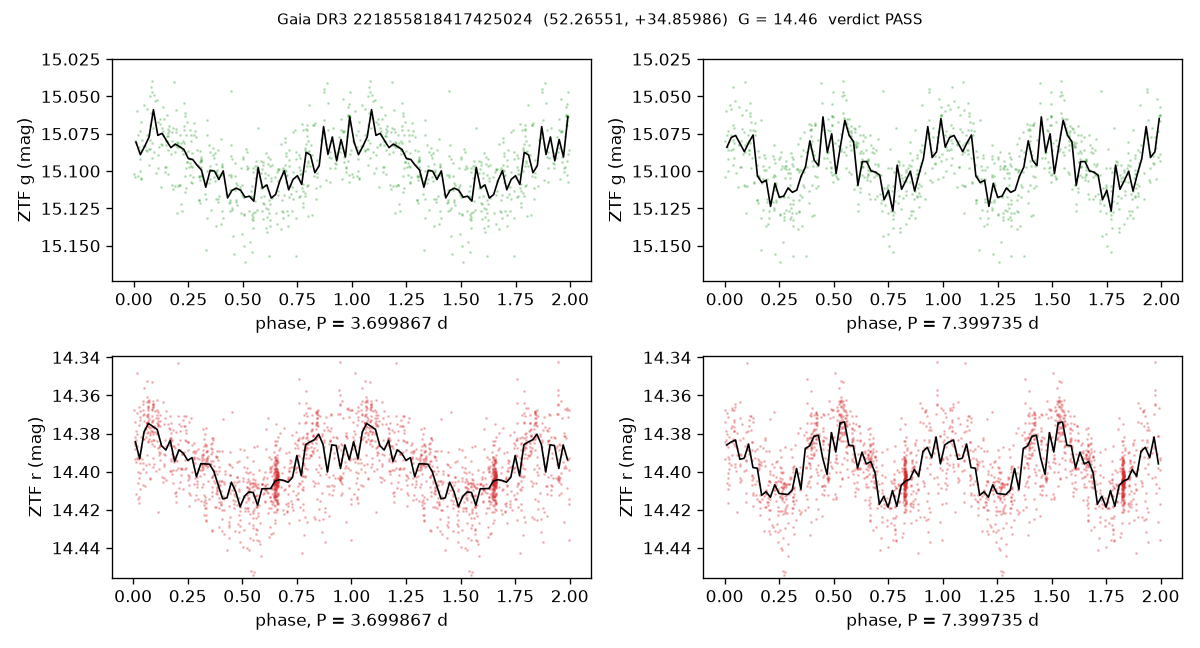 Gaia DR3 221855818417425024 (52.26551, +34.85986) G = 14.46 verdict PASS
15.025
15.050
15.075
15.100
15.125
15.150
ZTF g (mag)
0.00 0.25 0.50 0.75 1.00 1.25 1.50 1.75 2.00
phase, P = 3.699867 d
15.025
15.050
15.075
15.100
15.125
15.150
ZTF g (mag)
0.00 0.25 0.50 0.75 1.00 1.25 1.50 1.75 2.00
phase, P = 7.399735 d
14.34
14.36
14.38
14.40
14.42
14.44
ZTF r (mag)
0.00 0.25 0.50 0.75 1.00 1.25 1.50 1.75 2.00
phase, P = 3.699867 d
14.34
14.36
14.38
14.40
14.42
14.44
ZTF r (mag)
0.00 0.25 0.50 0.75 1.00 1.25 1.50 1.75 2.00
phase, P = 7.399735 d